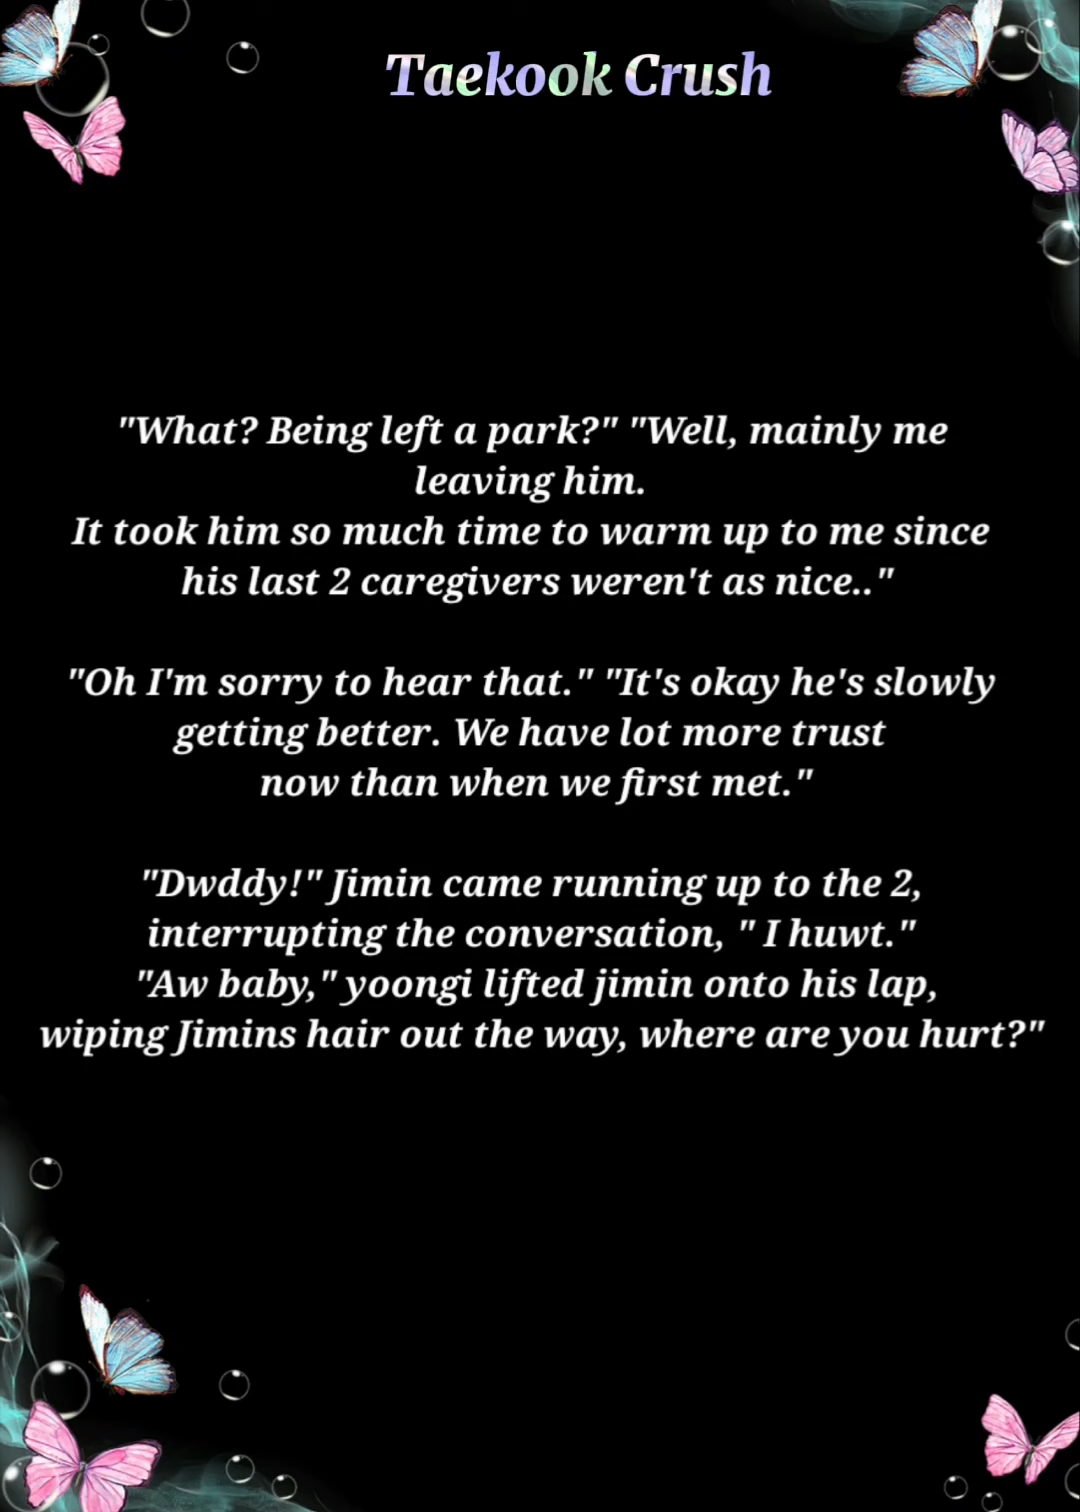 Taekook Crush
"What? Being left a park?" "Well, mainly me
leaving him.
It took him so much time to warm up to me since
his last 2 caregivers weren't as nice.."
"Oh I'm sorry to hear that." "It's okay he's slowly
getting better. We have lot more trust
now than when we first met."
"Dwddy!" Jimin came running up to the 2,
interrupting the conversation, " I huwt."
"Aw baby," yoongi lifted jimin onto his lap,
wiping Jimins hair out the way, where are you hurt?"